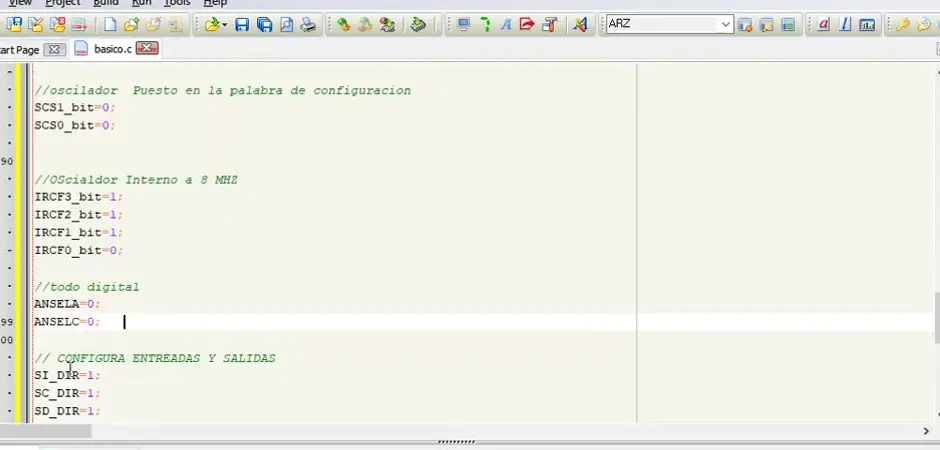 View Project Build Run Tools Help
ARZ
tart Page basico.c
//oscilador Puesto en la palabra de configuracion
SCS1_bit=0;
SCS0_bit=0;
90
//OScialdor Interno a 8 MHZ
IRCF3_bit=1;
IRCF2_bit=1;
IRCF1_bit=1;
IRCF0_bit=0;
//todo digital
ANSELA=0;
99 ANSELC=0;
00
// CONFIGURA ENTREADAS Y SALIDAS
SI_DIR=1;
SC_DIR=1;
SD_DIR=1;